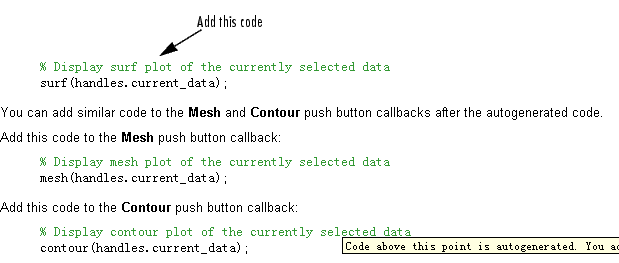 Add this code
% Display surf plot of the currently selected data
surf(handles.current_data);
You can add similar code to the Mesh and Contour push button callbacks after the autogenerated code.
Add this code to the Mesh push button callback:
% Display mesh plot of the currently selected data
mesh(handles.current_data);
Add this code to the Contour push button callback:
% Display contour plot of the currently selected data
contour(handles.current_data);
Code above this point is autogenerated. You